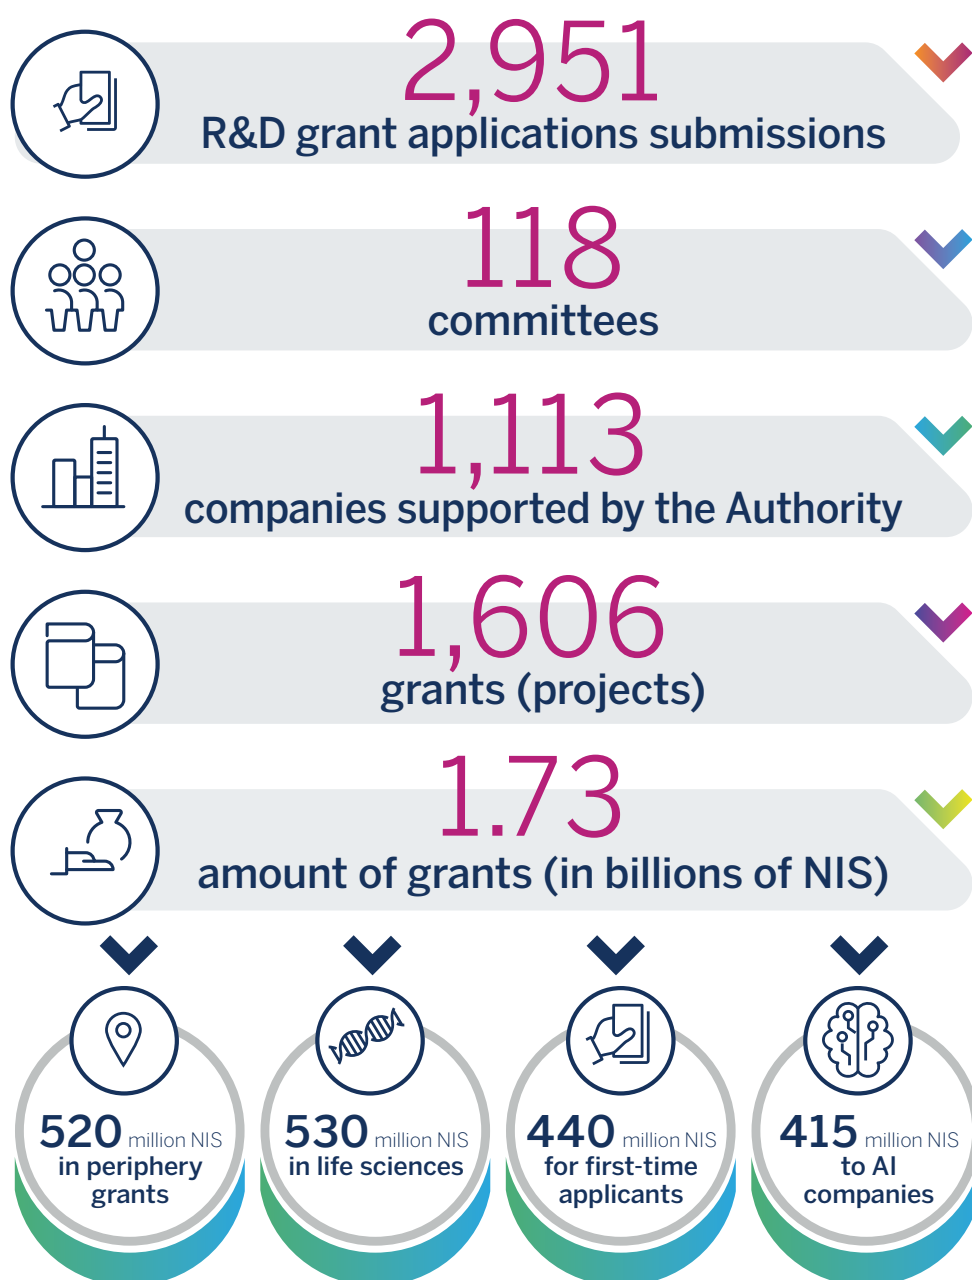 2,951
R&D grant applications submissions
118
committees
1,113
companies supported by the Authority
1,606
grants (projects)
1.73
amount of grants (in billions of NIS)
520 million NIS
in periphery
grants
530 million NIS
in life sciences
440 million NIS
for first-time
applicants
415 million NIS
to AI
companies